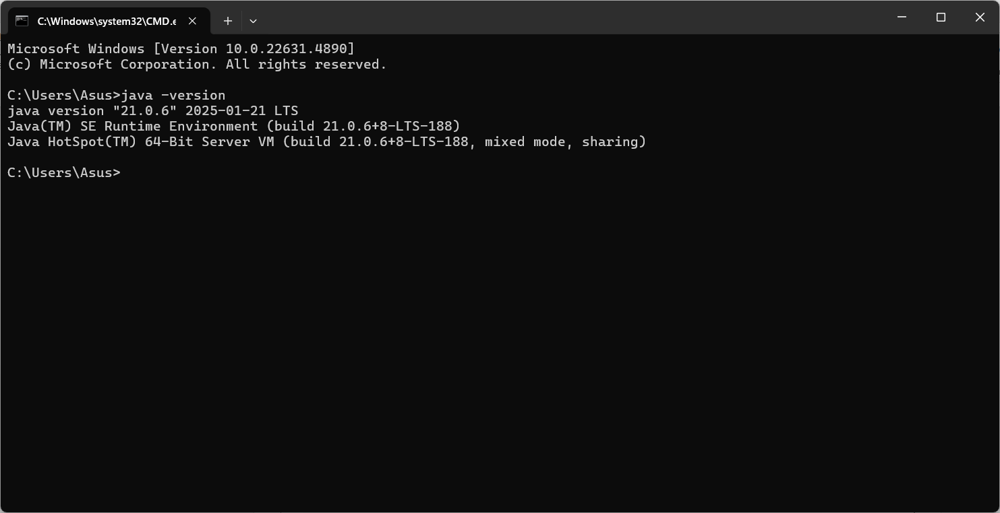 C:\Windows\system32\CMD.e
Microsoft Windows [Version 10.0.22631.4890]
(c) Microsoft Corporation. All rights reserved.
C:\Users\Asus>java -version
java version "21.0.6" 2025-01-21 LTS
Java(TM) SE Runtime Environment (build 21.0.6+8-LTS-188)
Java HotSpot(TM) 64-Bit Server VM (build 21.0.6+8-LTS-188, mixed mode, sharing)
C:\Users\Asus>